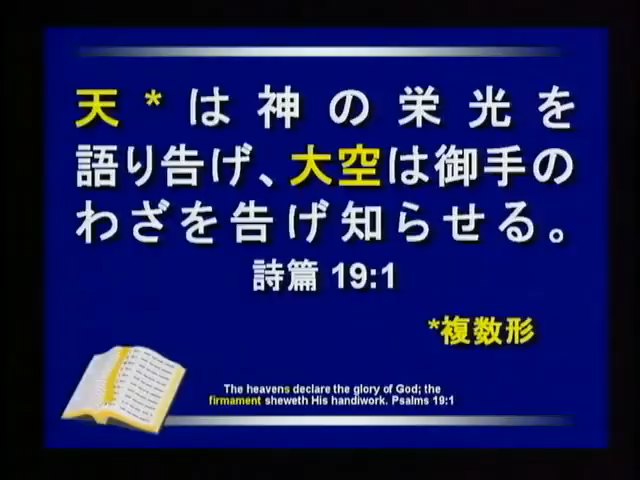 天*は神の栄光を
語り告げ、大空は御手の
わざを告げ知らせる。
詩篇 19:1
*複数形
The heavens declare the glory of God; the
firmament sheweth His handiwork. Psalms 19:1